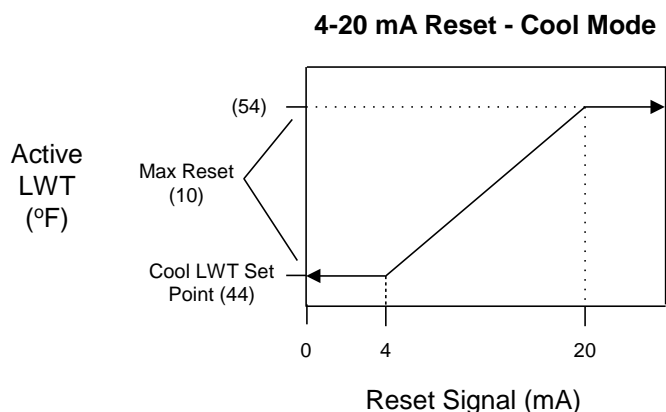 4-20 mA Reset - Cool Mode
(54)
Active
LWT
(oF)
Max Reset
(10)
Cool LWT Set
Point (44)
0
4
20
Reset Signal (mA)